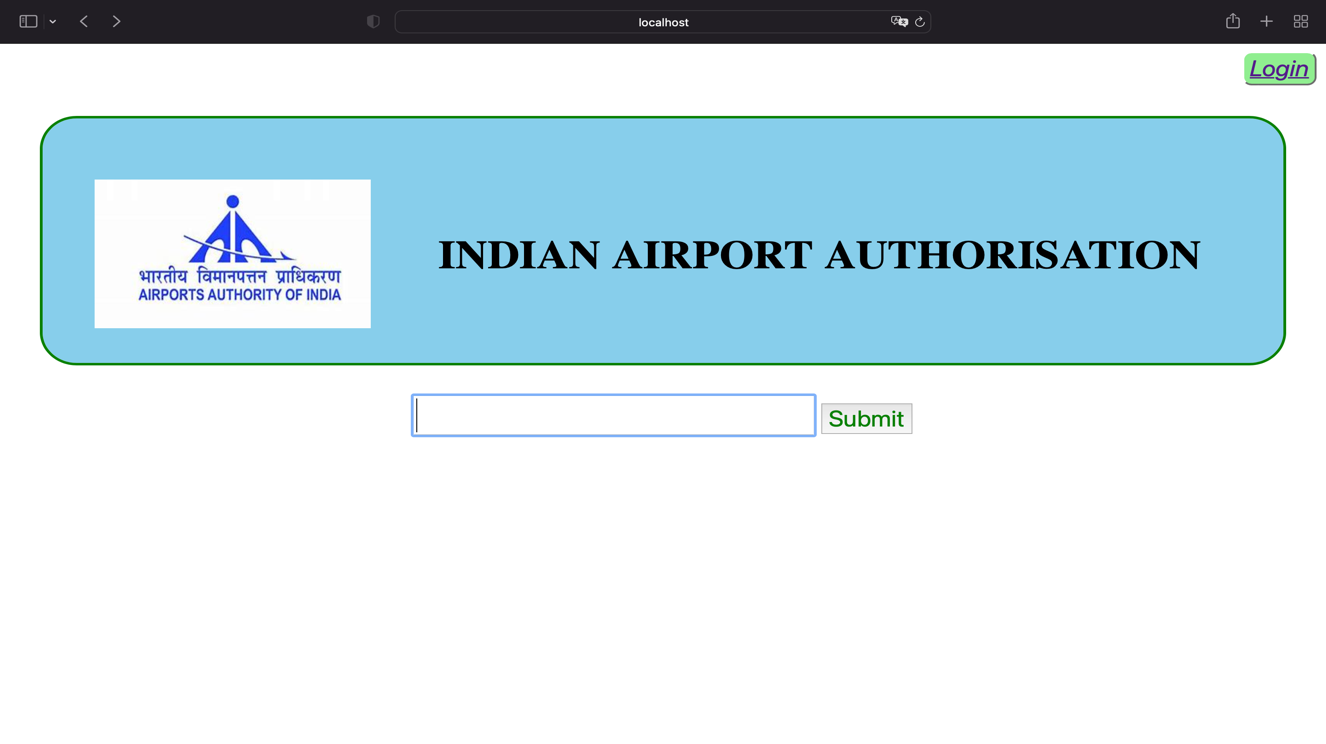 localhost
Login
भारतीय विमानपत्तन प्राधिकरण
AIRPORTS AUTHORITY OF INDIA
INDIAN AIRPORT AUTHORISATION
Submit